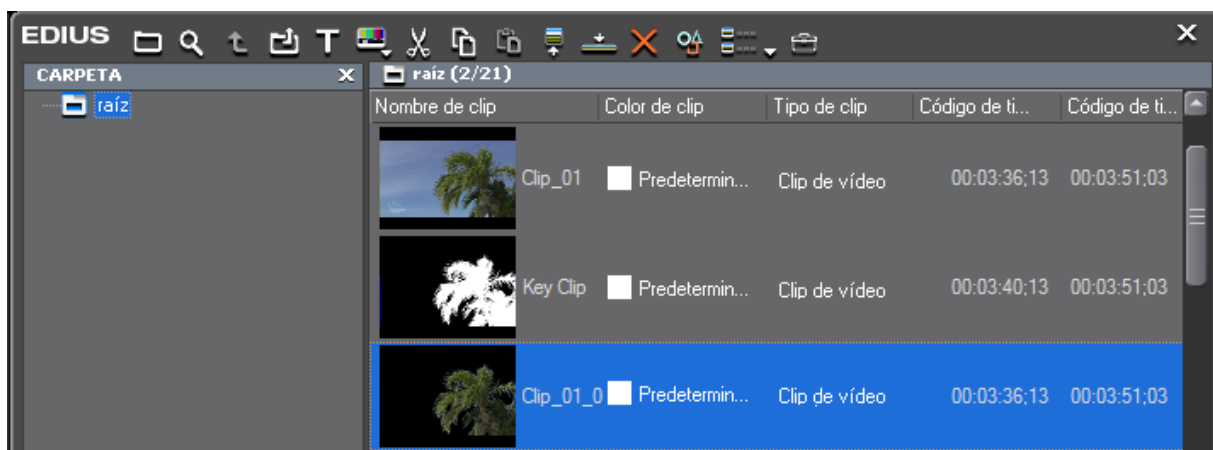 EDIUS
CARPETA
raíz
raíz (2/21)
Nombre de clip Color de clip Tipo de clip Código de ti... Código de ti...
Clip_01 Predetermin... Clip de vídeo 00:03:36;13 00:03:51;03
Key Clip Predetermin... Clip de vídeo 00:03:40;13 00:03:51;03
Clip_01_0 Predetermin... Clip de vídeo 00:03:36;13 00:03:51;03